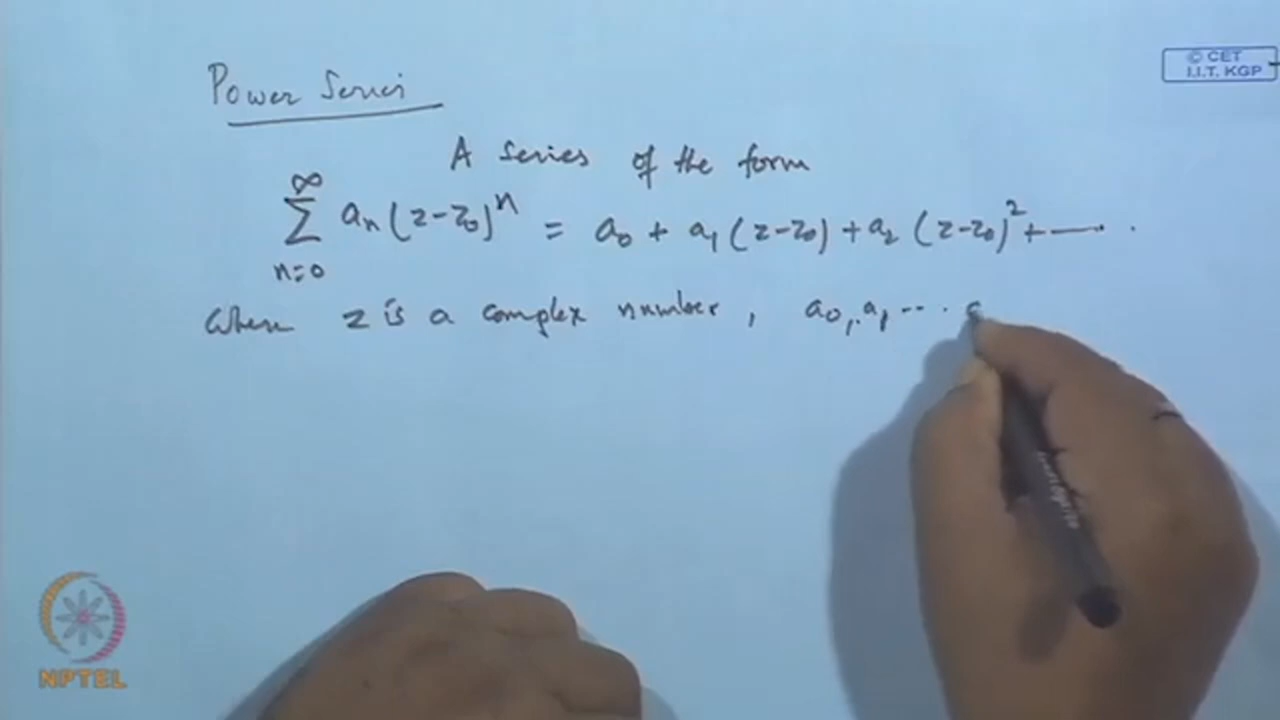 © CET
I.I.T. KGP
Power Series
A series of the form
∞
∑ aₙ (z-z₀)ⁿ = a₀ + a₁ (z-z₀) + a₂ (z-z₀)² + ---- .
n=0
where z is a complex number, a₀, a₁ --- .
NPTEL